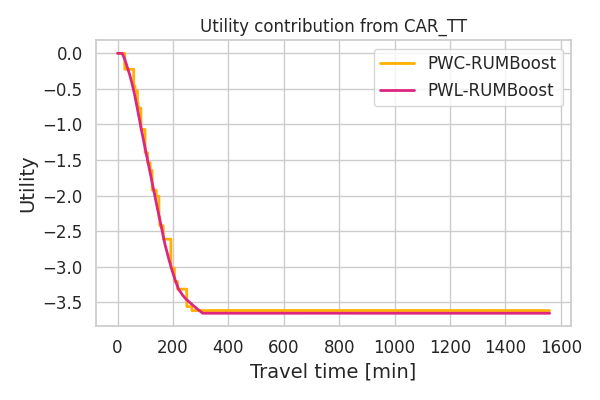 Utility contribution from CAR_TT
PWC-RUMBoost
PWL-RUMBoost
Utility
0.0
−0.5
−1.0
−1.5
−2.0
−2.5
−3.0
−3.5
0 200 400 600 800 1000 1200 1400 1600
Travel time [min]